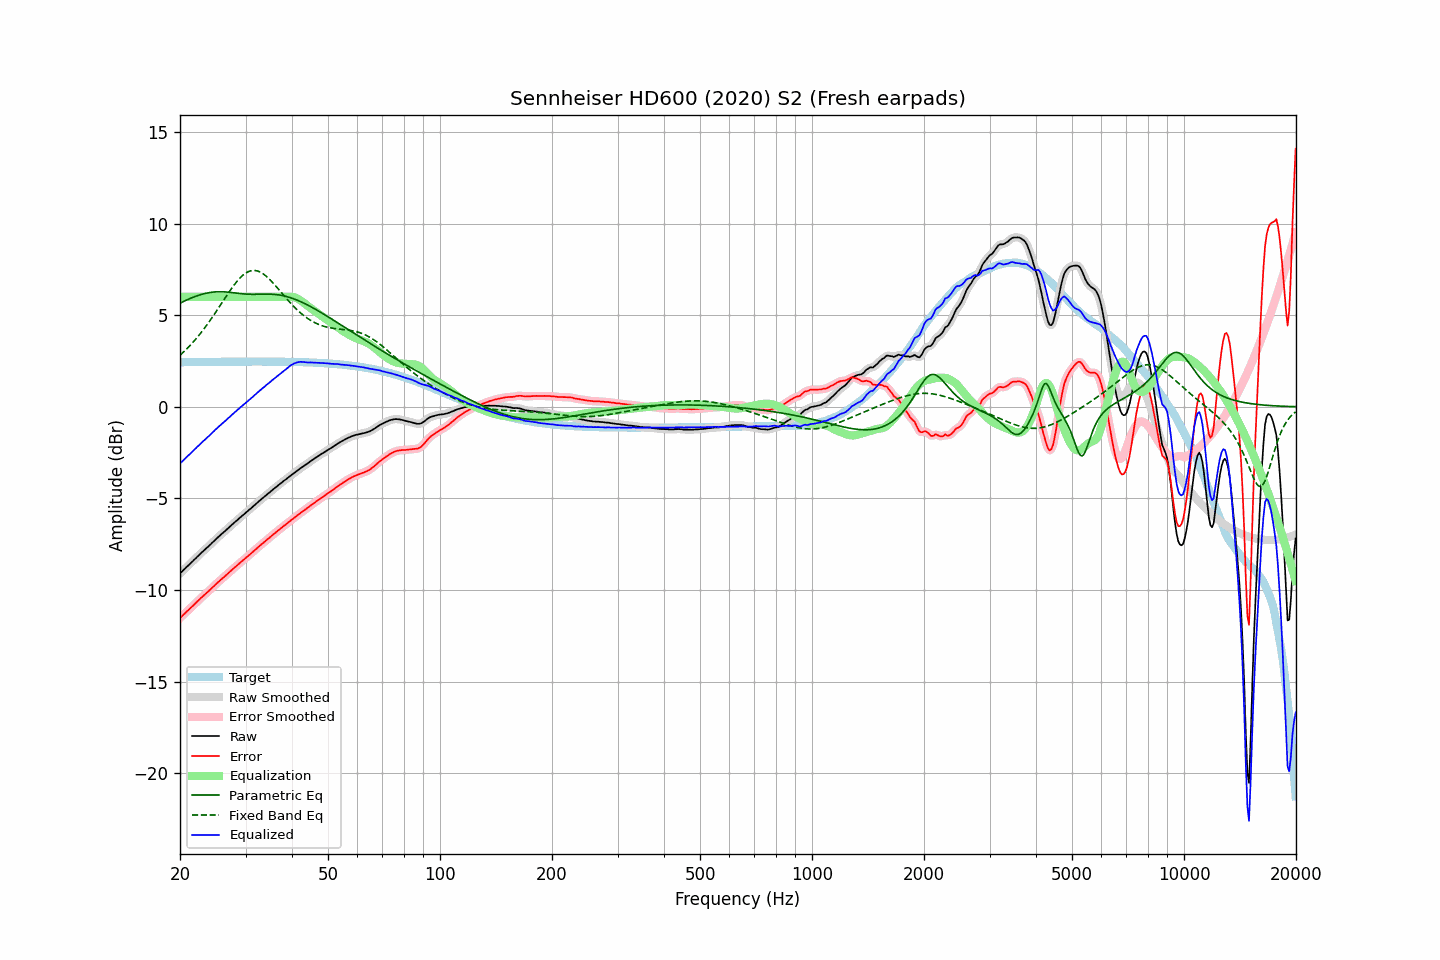 Sennheiser HD600 (2020) S2 (Fresh earpads)
Amplitude (dBr)
15
10
5
0
−5
−10
−15
−20
Target
Raw Smoothed
Error Smoothed
Raw
Error
Equalization
Parametric Eq
Fixed Band Eq
Equalized
20 50 100 200 500 1000 2000 5000 10000 20000
Frequency (Hz)